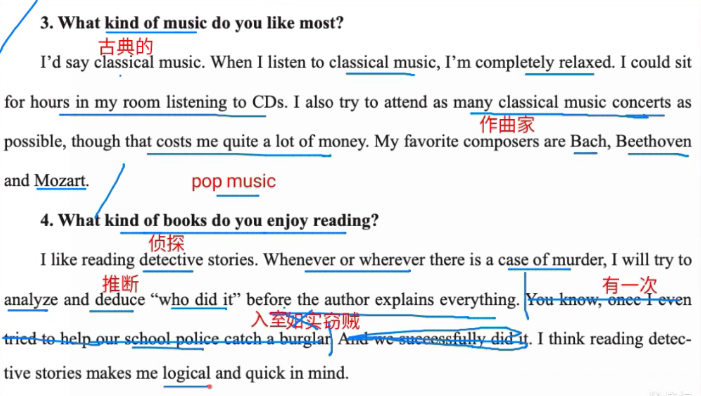 3. What kind of music do you like most?
古典的
I'd say classical music. When I listen to classical music, I'm completely relaxed. I could sit
for hours in my room listening to CDs. I also try to attend as many classical music concerts as
作曲家
possible, though that costs me quite a lot of money. My favorite composers are Bach, Beethoven
and Mozart.
pop music
4. What kind of books do you enjoy reading?
侦探
I like reading detective stories. Whenever or wherever there is a case of murder, I will try to
推断
有一次
analyze and deduce “who did it” before the author explains everything. You know, once I even
入室 窃贼
tried to help our school police catch a burglar. And we successfully did it. I think reading detec-
tive stories makes me logical and quick in mind.